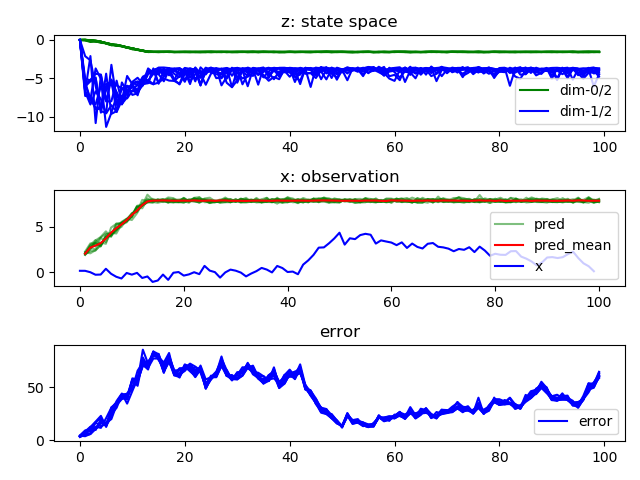 z: state space
0
−5
−10
dim-0/2
dim-1/2
0 20 40 60 80 100
x: observation
5
0
pred
pred_mean
x
0 20 40 60 80 100
error
50
0
error
0 20 40 60 80 100